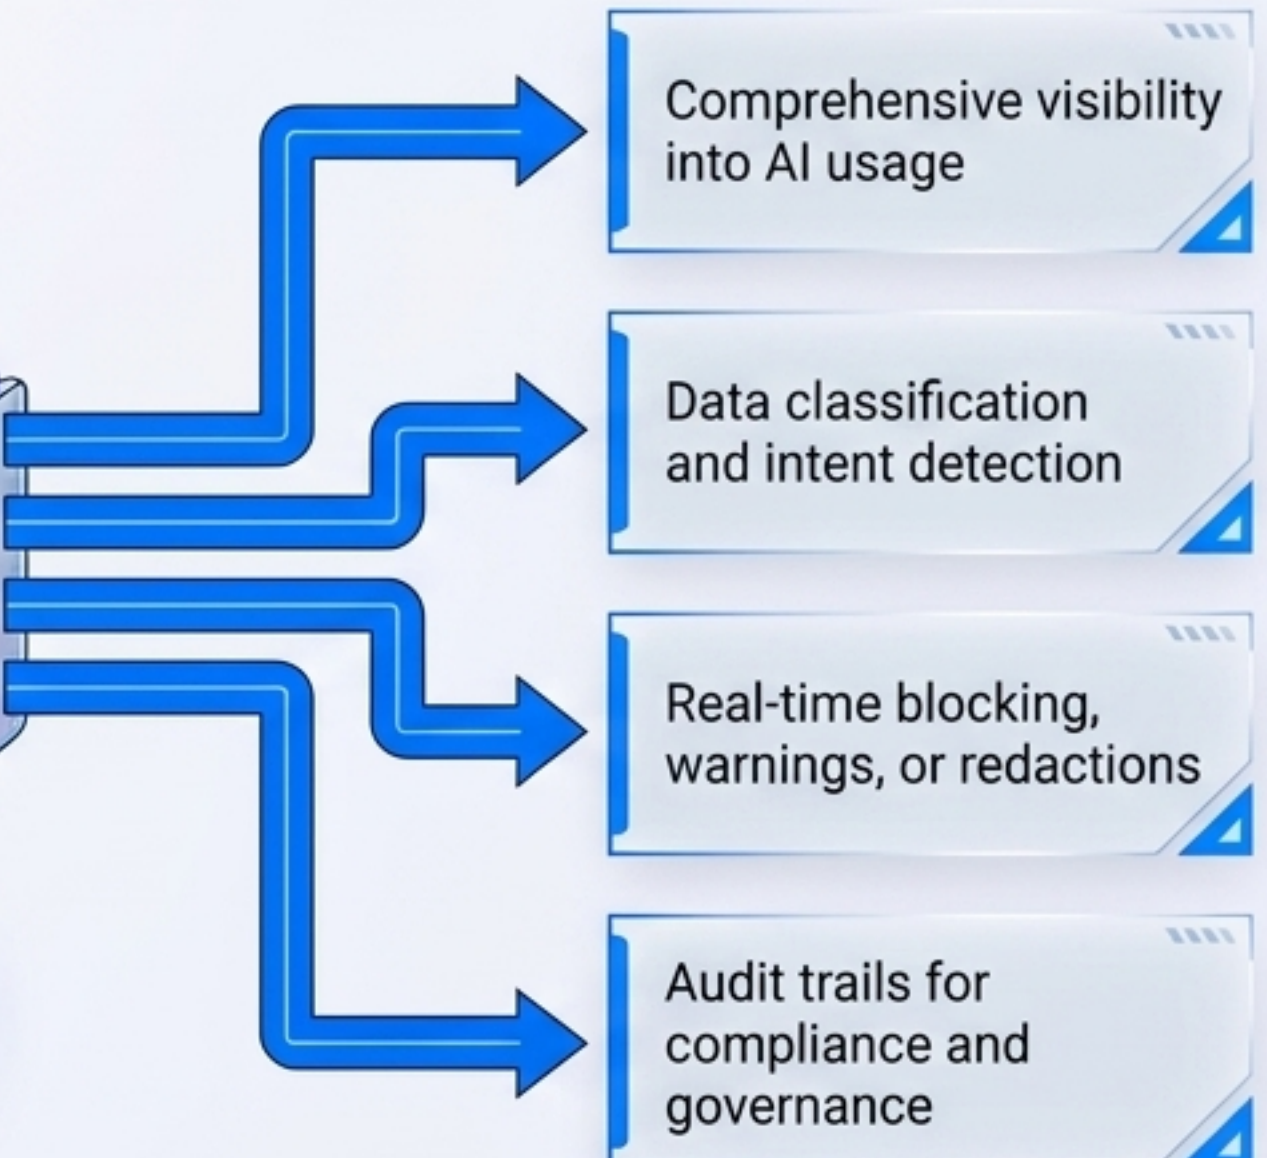 Comprehensive visibility
into AI usage
Data classification
and intent detection
Real-time blocking,
warnings, or redactions
Audit trails for
compliance and
governance